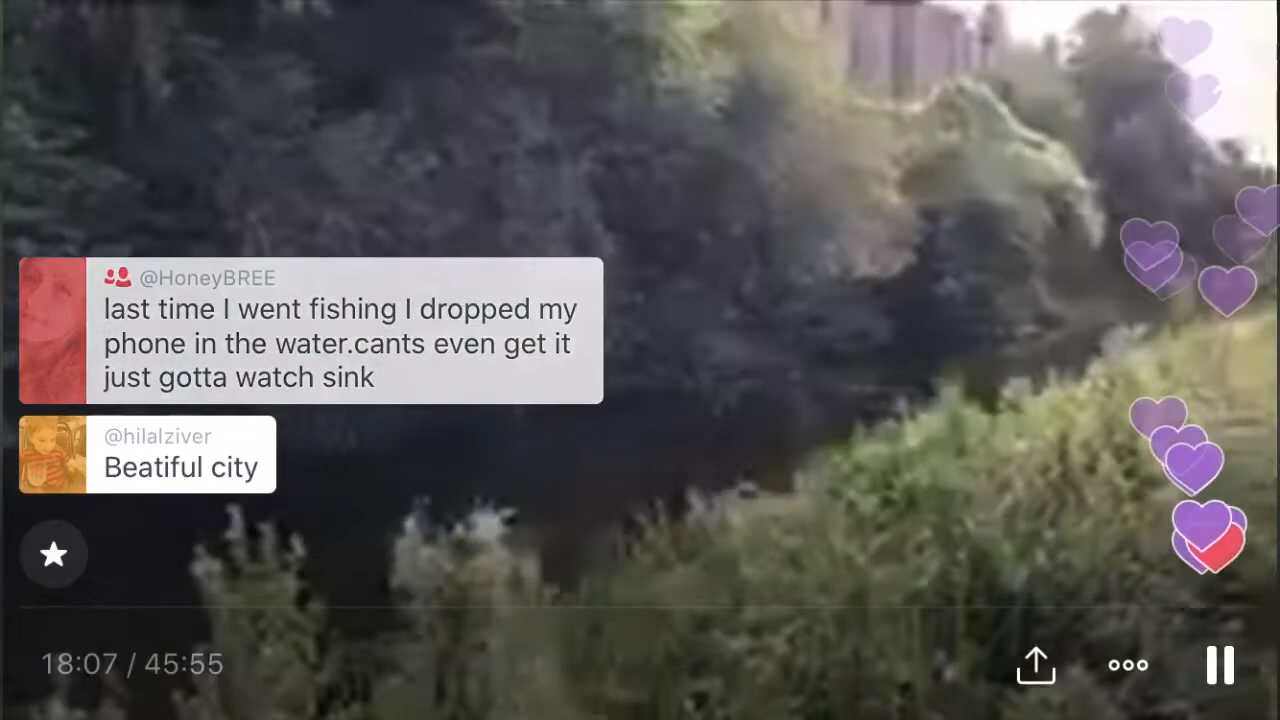 @HoneyBREE
last time I went fishing I dropped my
phone in the water.cants even get it
just gotta watch sink
@hilalziver
Beatiful city
18:07 / 45:55